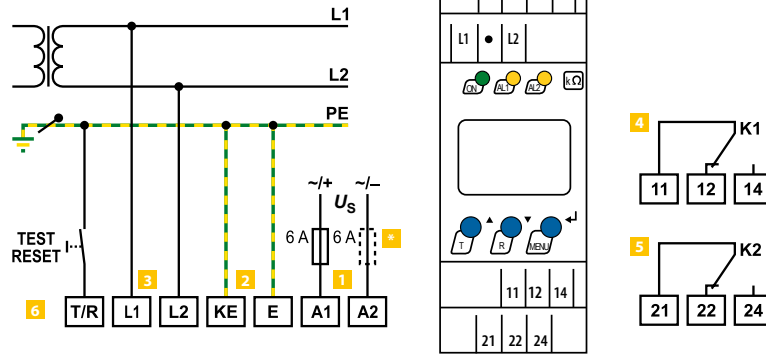 L1
L2
PE
~/+ ~/–
US
6 A 6 A *
TEST
RESET
3 2 1
6 T/R L1 L2 KE E A1 A2
L1 • L2
ON AL1 AL2 kΩ
T R MENU
11 12 14
21 22 24
4 K1
11 12 14
5 K2
21 22 24